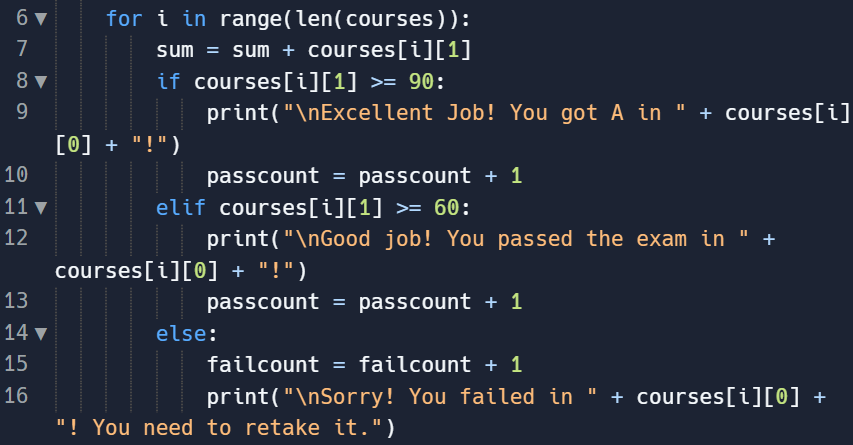 6 ▼ for i in range(len(courses)):
7 sum = sum + courses[i][1]
8 ▼ if courses[i][1] >= 90:
9 print("\nExcellent Job! You got A in " + courses[i]
[0] + "!")
10 passcount = passcount + 1
11 ▼ elif courses[i][1] >= 60:
12 print("\nGood job! You passed the exam in " +
courses[i][0] + "!")
13 passcount = passcount + 1
14 ▼ else:
15 failcount = failcount + 1
16 print("\nSorry! You failed in " + courses[i][0] +
"! You need to retake it.")